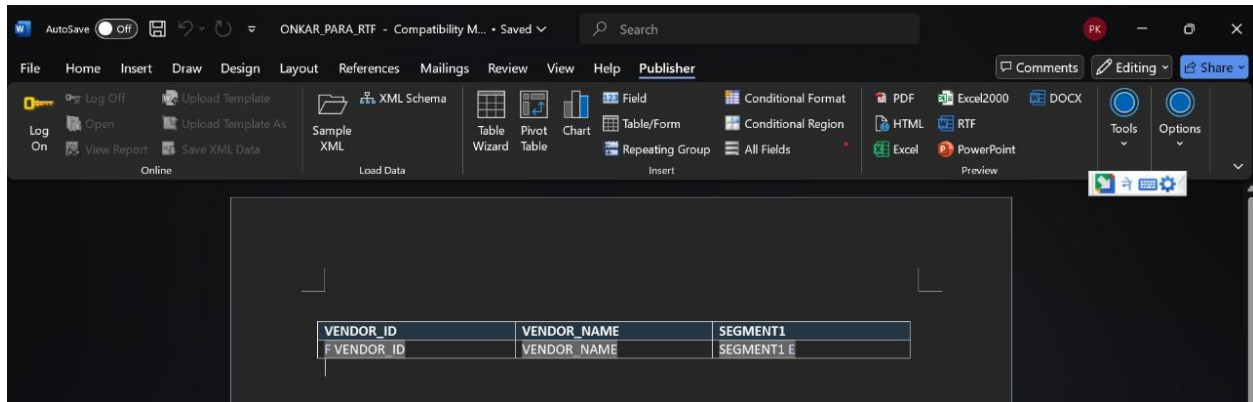 AutoSave Off ONKAR_PARA_RTF - Compatibility M... • Saved Search PK
File Home Insert Draw Design Layout References Mailings Review View Help Publisher Comments Editing Share
Log On
Log Off
Open
View Report
Upload Template
Upload Template As
Save XML Data
Online
Sample XML
XML Schema
Load Data
Table Wizard
Pivot Table
Chart
Field
Table/Form
Repeating Group
Conditional Format
Conditional Region
All Fields
Insert
PDF
HTML
Excel
Excel2000
RTF
PowerPoint
DOCX
Preview
Tools
Options
ने
VENDOR_ID VENDOR_NAME SEGMENT1
F VENDOR_ID VENDOR_NAME SEGMENT1 E